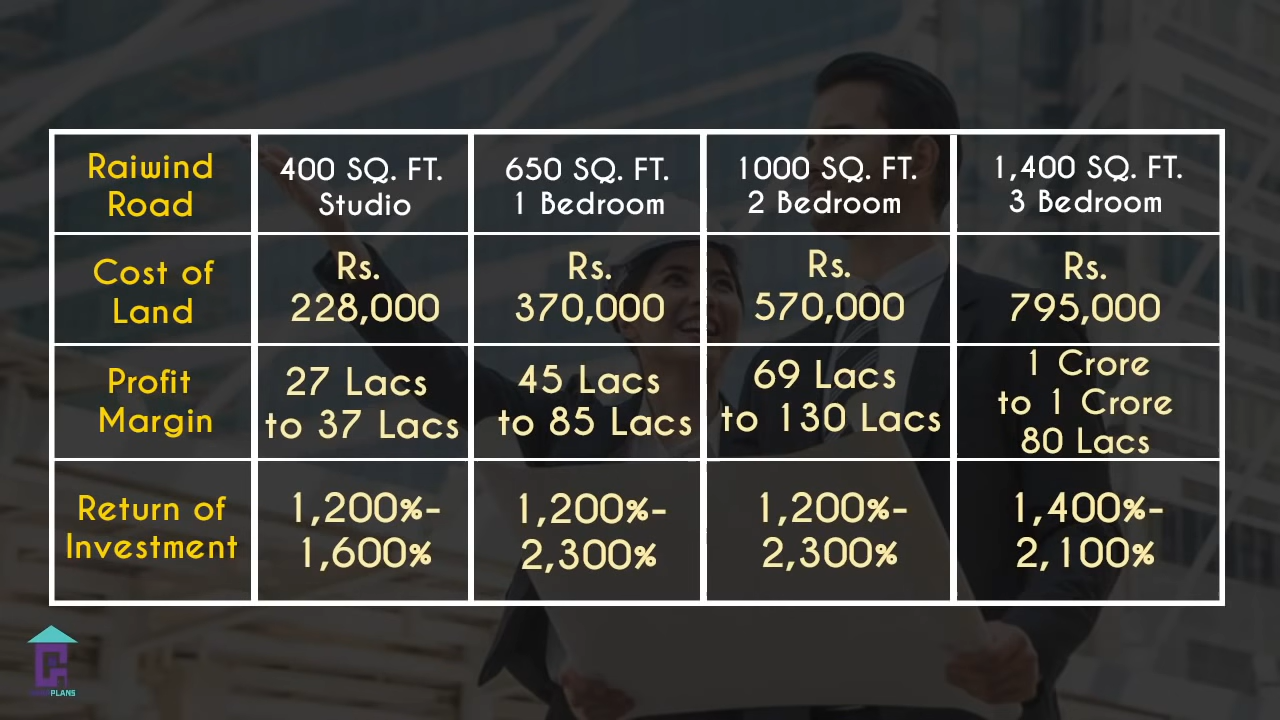 Raiwind
Road
400 SQ. FT.
Studio
650 SQ. FT.
1 Bedroom
1000 SQ. FT.
2 Bedroom
1,400 SQ. FT.
3 Bedroom
Cost of
Land
Rs.
228,000
Rs.
370,000
Rs.
570,000
Rs.
795,000
Profit
Margin
27 Lacs
to 37 Lacs
45 Lacs
to 85 Lacs
69 Lacs
to 130 Lacs
1 Crore
to 1 Crore
80 Lacs
Return of
Investment
1,200%-
1,600%
1,200%-
2,300%
1,200%-
2,300%
1,400%-
2,100%
PLANS